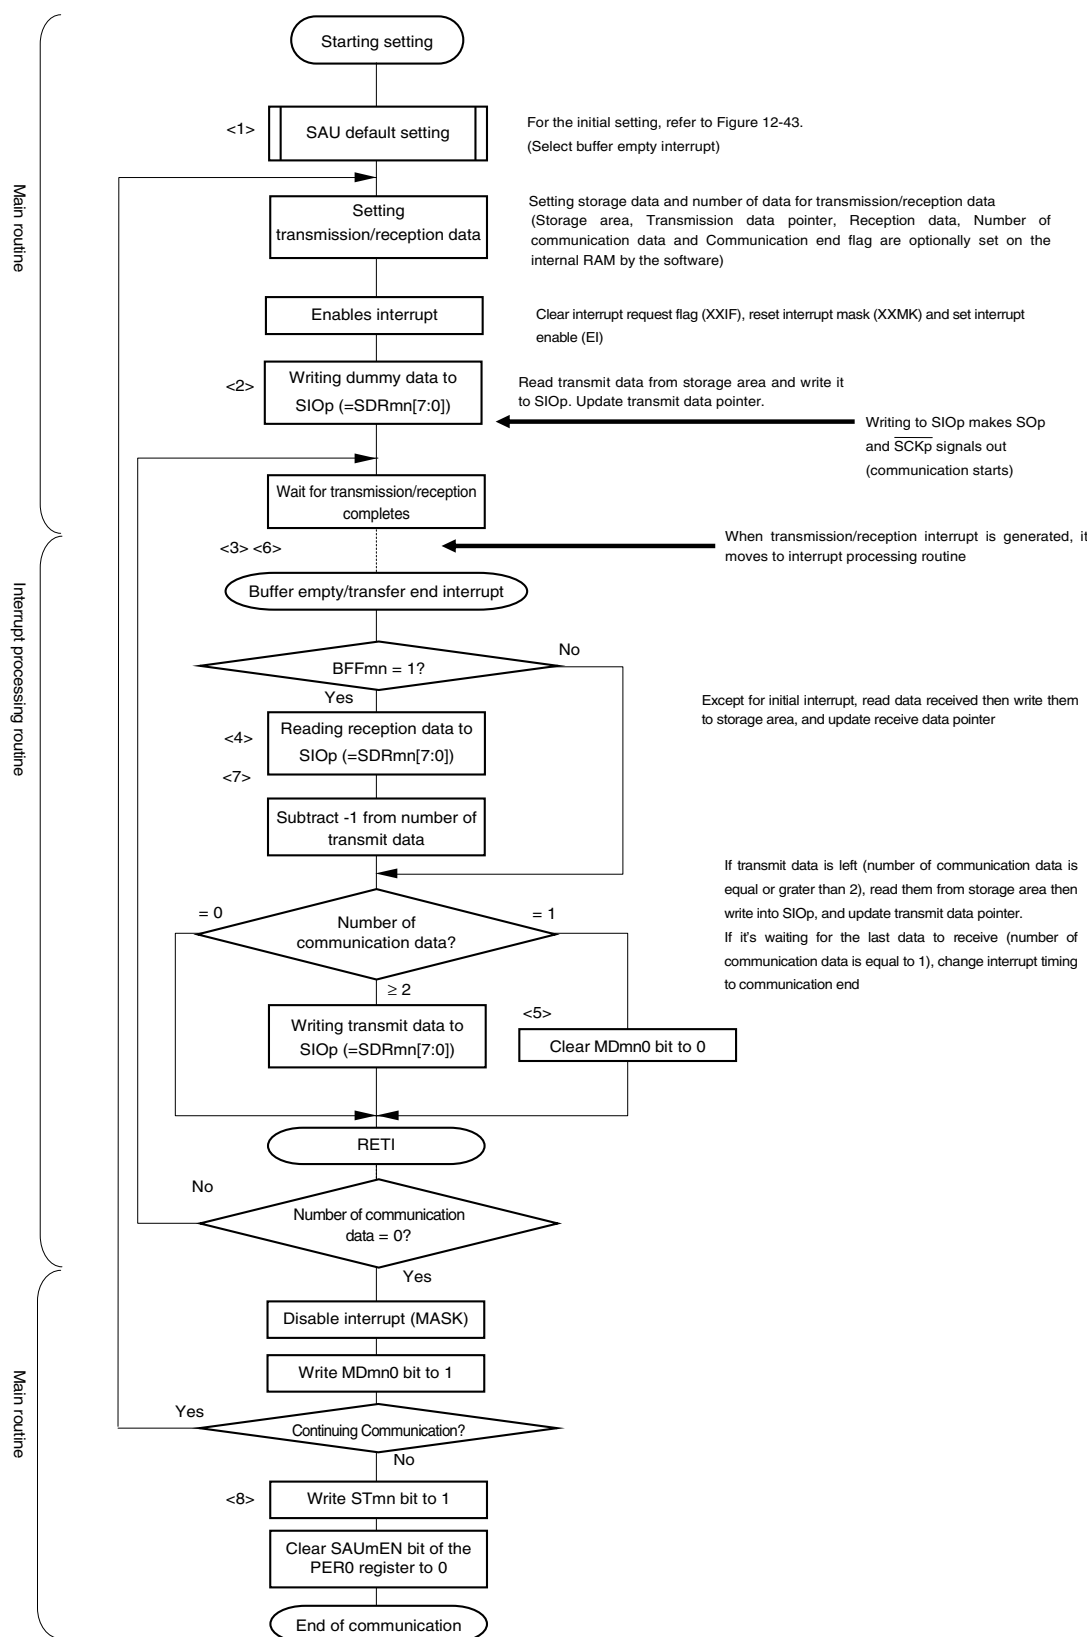 Starting setting
Main routine
<1>
SAU default setting
For the initial setting, refer to Figure 12-43.
(Select buffer empty interrupt)
Setting
transmission/reception data
Setting storage data and number of data for transmission/reception data
(Storage area, Transmission data pointer, Reception data, Number of
communication data and Communication end flag are optionally set on the
internal RAM by the software)
Enables interrupt
Clear interrupt request flag (XXIF), reset interrupt mask (XXMK) and set interrupt
enable (EI)
<2>
Writing dummy data to
SIOp (=SDRmn[7:0])
Read transmit data from storage area and write it
to SIOp. Update transmit data pointer.
Writing to SIOp makes SOp
and SCKp signals out
(communication starts)
Wait for transmission/reception
completes
<3> <6>
When transmission/reception interrupt is generated, it
moves to interrupt processing routine
Interrupt processing routine
Buffer empty/transfer end interrupt
BFFmn = 1?
No
Yes
Except for initial interrupt, read data received then write them
to storage area, and update receive data pointer
<4>
Reading reception data to
SIOp (=SDRmn[7:0])
<7>
Subtract -1 from number of
transmit data
If transmit data is left (number of communication data is
equal or grater than 2), read them from storage area then
write into SIOp, and update transmit data pointer.
If it's waiting for the last data to receive (number of
communication data is equal to 1), change interrupt timing
to communication end
= 0
Number of
communication data?
= 1
≥ 2
Writing transmit data to
SIOp (=SDRmn[7:0])
<5>
Clear MDmn0 bit to 0
RETI
No
Number of communication
data = 0?
Yes
Main routine
Disable interrupt (MASK)
Write MDmn0 bit to 1
Yes
Continuing Communication?
No
<8>
Write STmn bit to 1
Clear SAUmEN bit of the
PER0 register to 0
End of communication